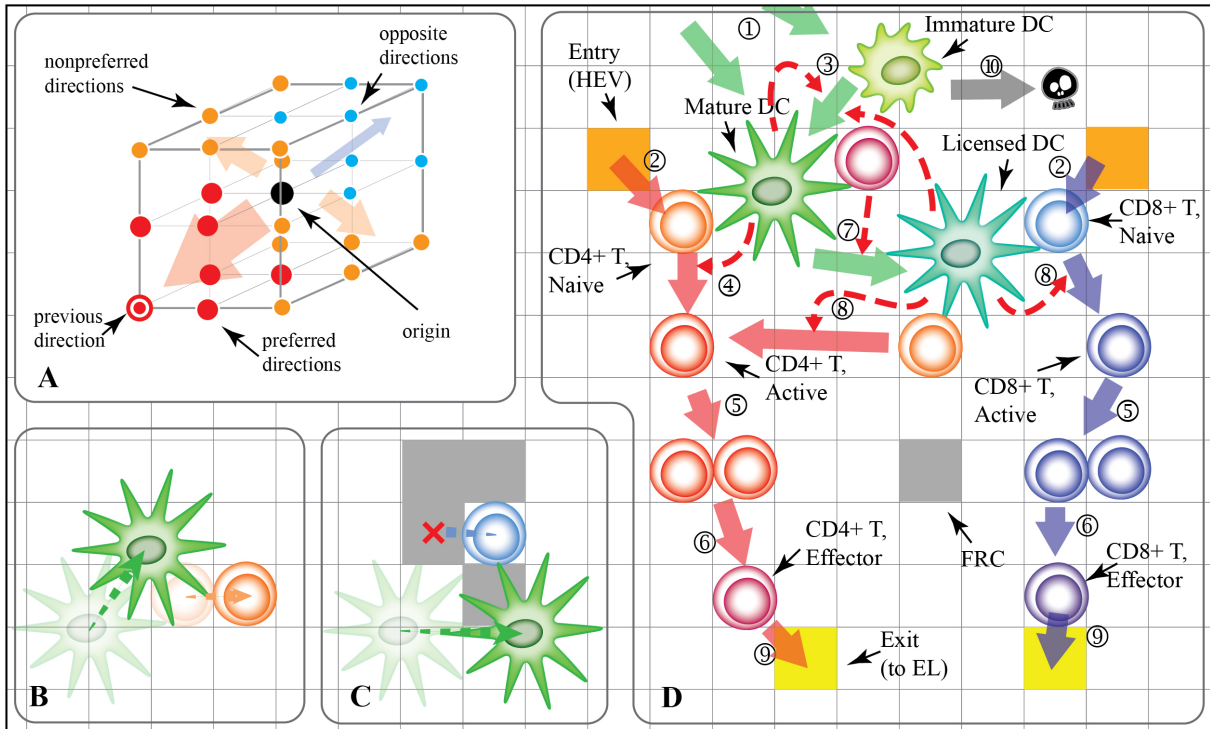 nonpreferred
directions
opposite
directions
previous
direction
preferred
directions
origin
A
B
C
①
Immature DC
Entry
(HEV)
③
⑩
Mature DC
Licensed DC
②
②
CD8+ T,
Naive
⑦
CD4+ T,
Naive
④
⑧
⑧
CD4+ T,
Active
CD8+ T,
Active
⑤
⑤
⑥
CD4+ T,
Effector
FRC
⑥
CD8+ T,
Effector
⑨
Exit
(to EL)
⑨
D